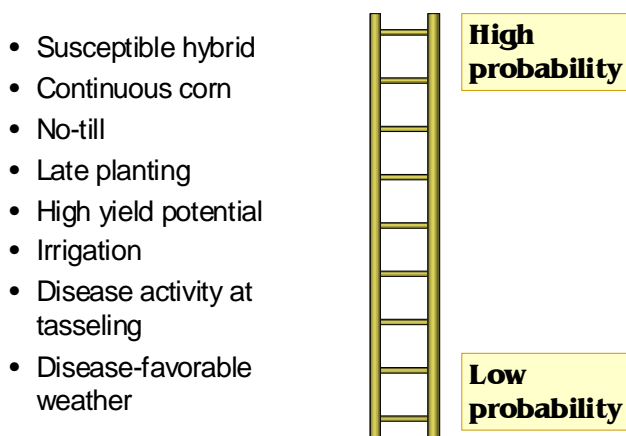 • Susceptible hybrid
• Continuous corn
• No-till
• Late planting
• High yield potential
• Irrigation
• Disease activity at
tasseling
• Disease-favorable
weather
High
probability
Low
probability